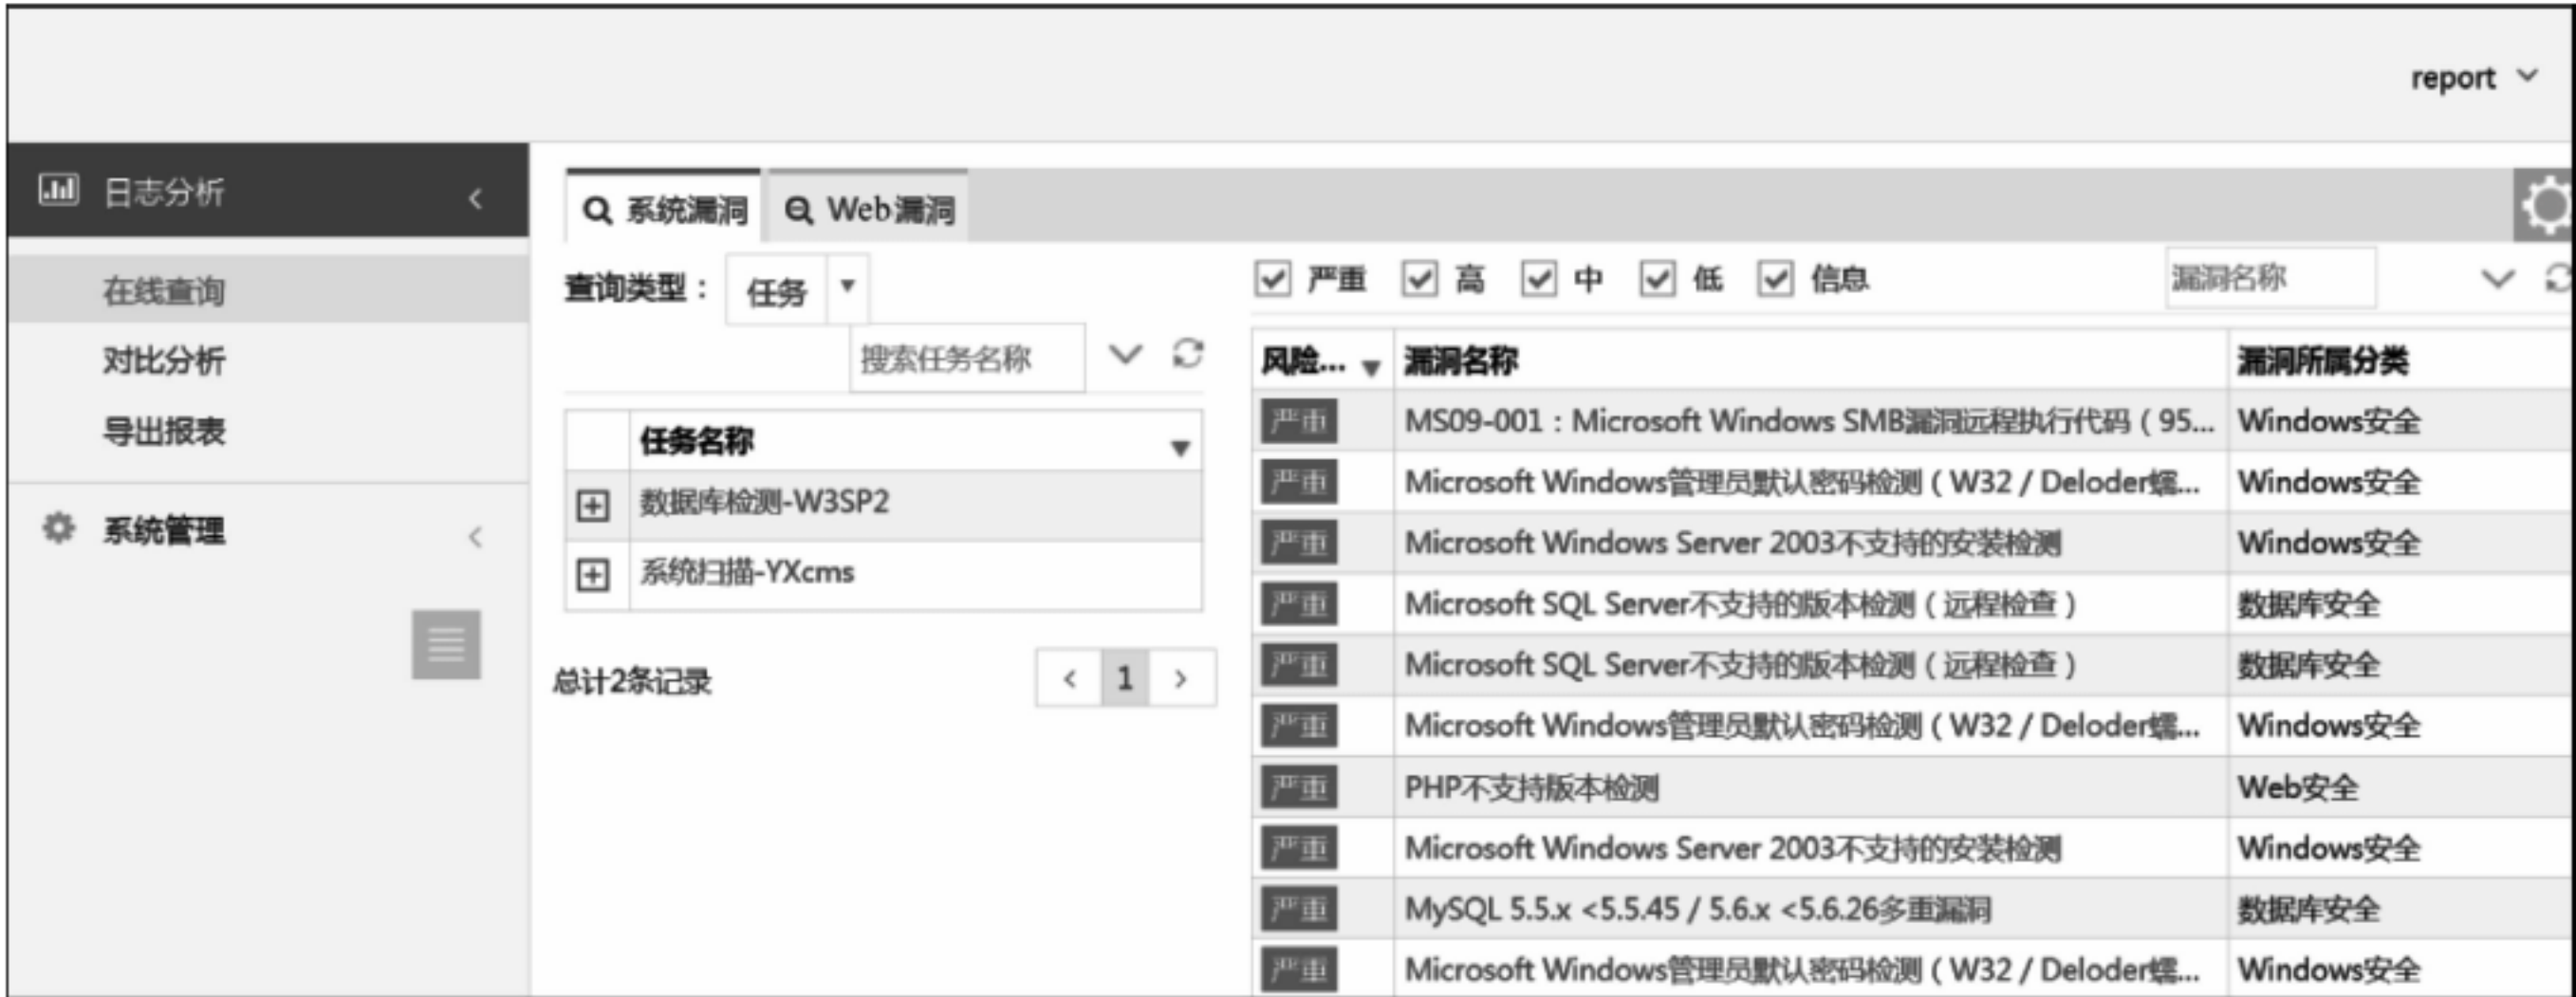 report
日志分析
在线查询
对比分析
导出报表
系统管理
系统漏洞 Web漏洞
查询类型： 任务
搜索任务名称
任务名称
数据库检测-W3SP2
系统扫描-YXcms
总计2条记录 < 1 >
严重 高 中 低 信息 漏洞名称
风险... 漏洞名称 漏洞所属分类
严重 MS09-001：Microsoft Windows SMB漏洞远程执行代码（95... Windows安全
严重 Microsoft Windows管理员默认密码检测（W32 / Deloder蠕... Windows安全
严重 Microsoft Windows Server 2003不支持的安装检测 Windows安全
严重 Microsoft SQL Server不支持的版本检测（远程检查） 数据库安全
严重 Microsoft SQL Server不支持的版本检测（远程检查） 数据库安全
严重 Microsoft Windows管理员默认密码检测（W32 / Deloder蠕... Windows安全
严重 PHP不支持版本检测 Web安全
严重 Microsoft Windows Server 2003不支持的安装检测 Windows安全
严重 MySQL 5.5.x <5.5.45 / 5.6.x <5.6.26多重漏洞 数据库安全
严重 Microsoft Windows管理员默认密码检测（W32 / Deloder蠕... Windows安全